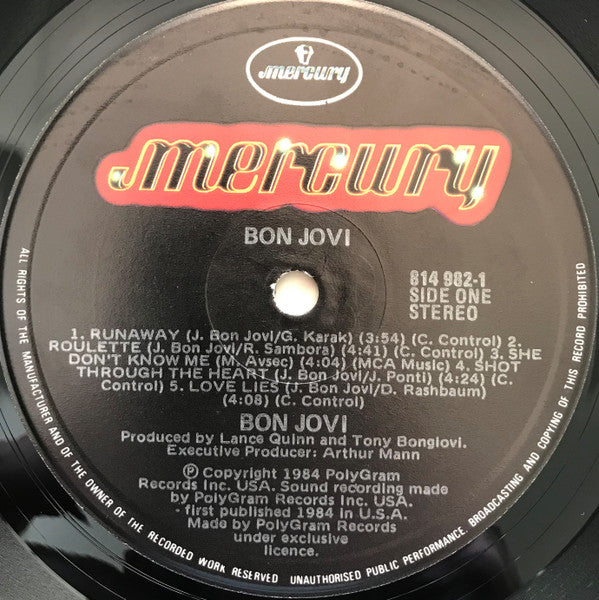 mercury
mercury
BON JOVI
814 982-1
SIDE ONE
STEREO
1. RUNAWAY (J. Bon Jovi/G. Karak) (3:54) (C. Control) 2.
ROULETTE (J. Bon Jovi/R. Sambora) (4:41) (C. Control) 3. SHE
DON'T KNOW ME (M. Avsec) (4:04) (MCA Music) 4. SHOT
THROUGH THE HEART (J. Bon Jovi/J. Ponti) (4:24) (C.
Control) 5. LOVE LIES (J. Bon Jovi/D. Rashbaum)
(4:08) (C. Control)
BON JOVI
Produced by Lance Quinn and Tony Bongiovi.
Executive Producer: Arthur Mann
Ⓟ Copyright 1984 PolyGram
Records Inc. USA. Sound recording made
by PolyGram Records Inc. USA.
- first published 1984 in U.S.A.
Made by PolyGram Records
under exclusive
licence.
ALL RIGHTS OF THE MANUFACTURER AND OF THE OWNER OF THE RECORDED WORK RESERVED UNAUTHORISED PUBLIC PERFORMANCE, BROADCASTING AND COPYING OF THIS RECORD PROHIBITED